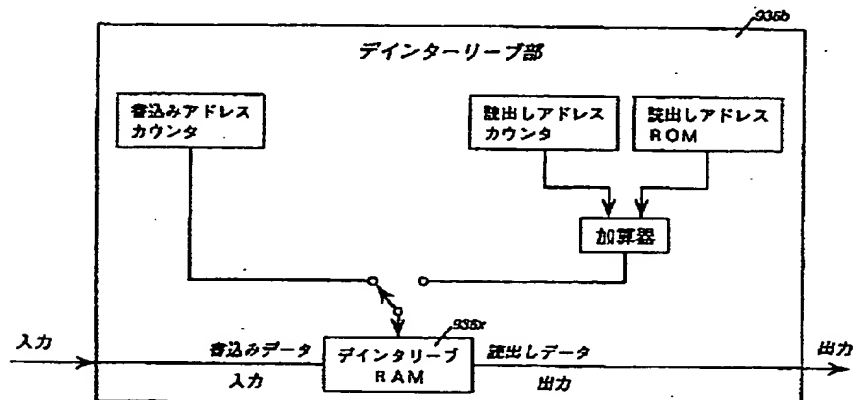 936b
デインターリーブ部
書込みアドレス
カウンタ
読出しアドレス
カウンタ
読出しアドレス
ROM
加算器
936x
入力
書込みデータ
入力
デインタリーブ
RAM
読出しデータ
出力
出力